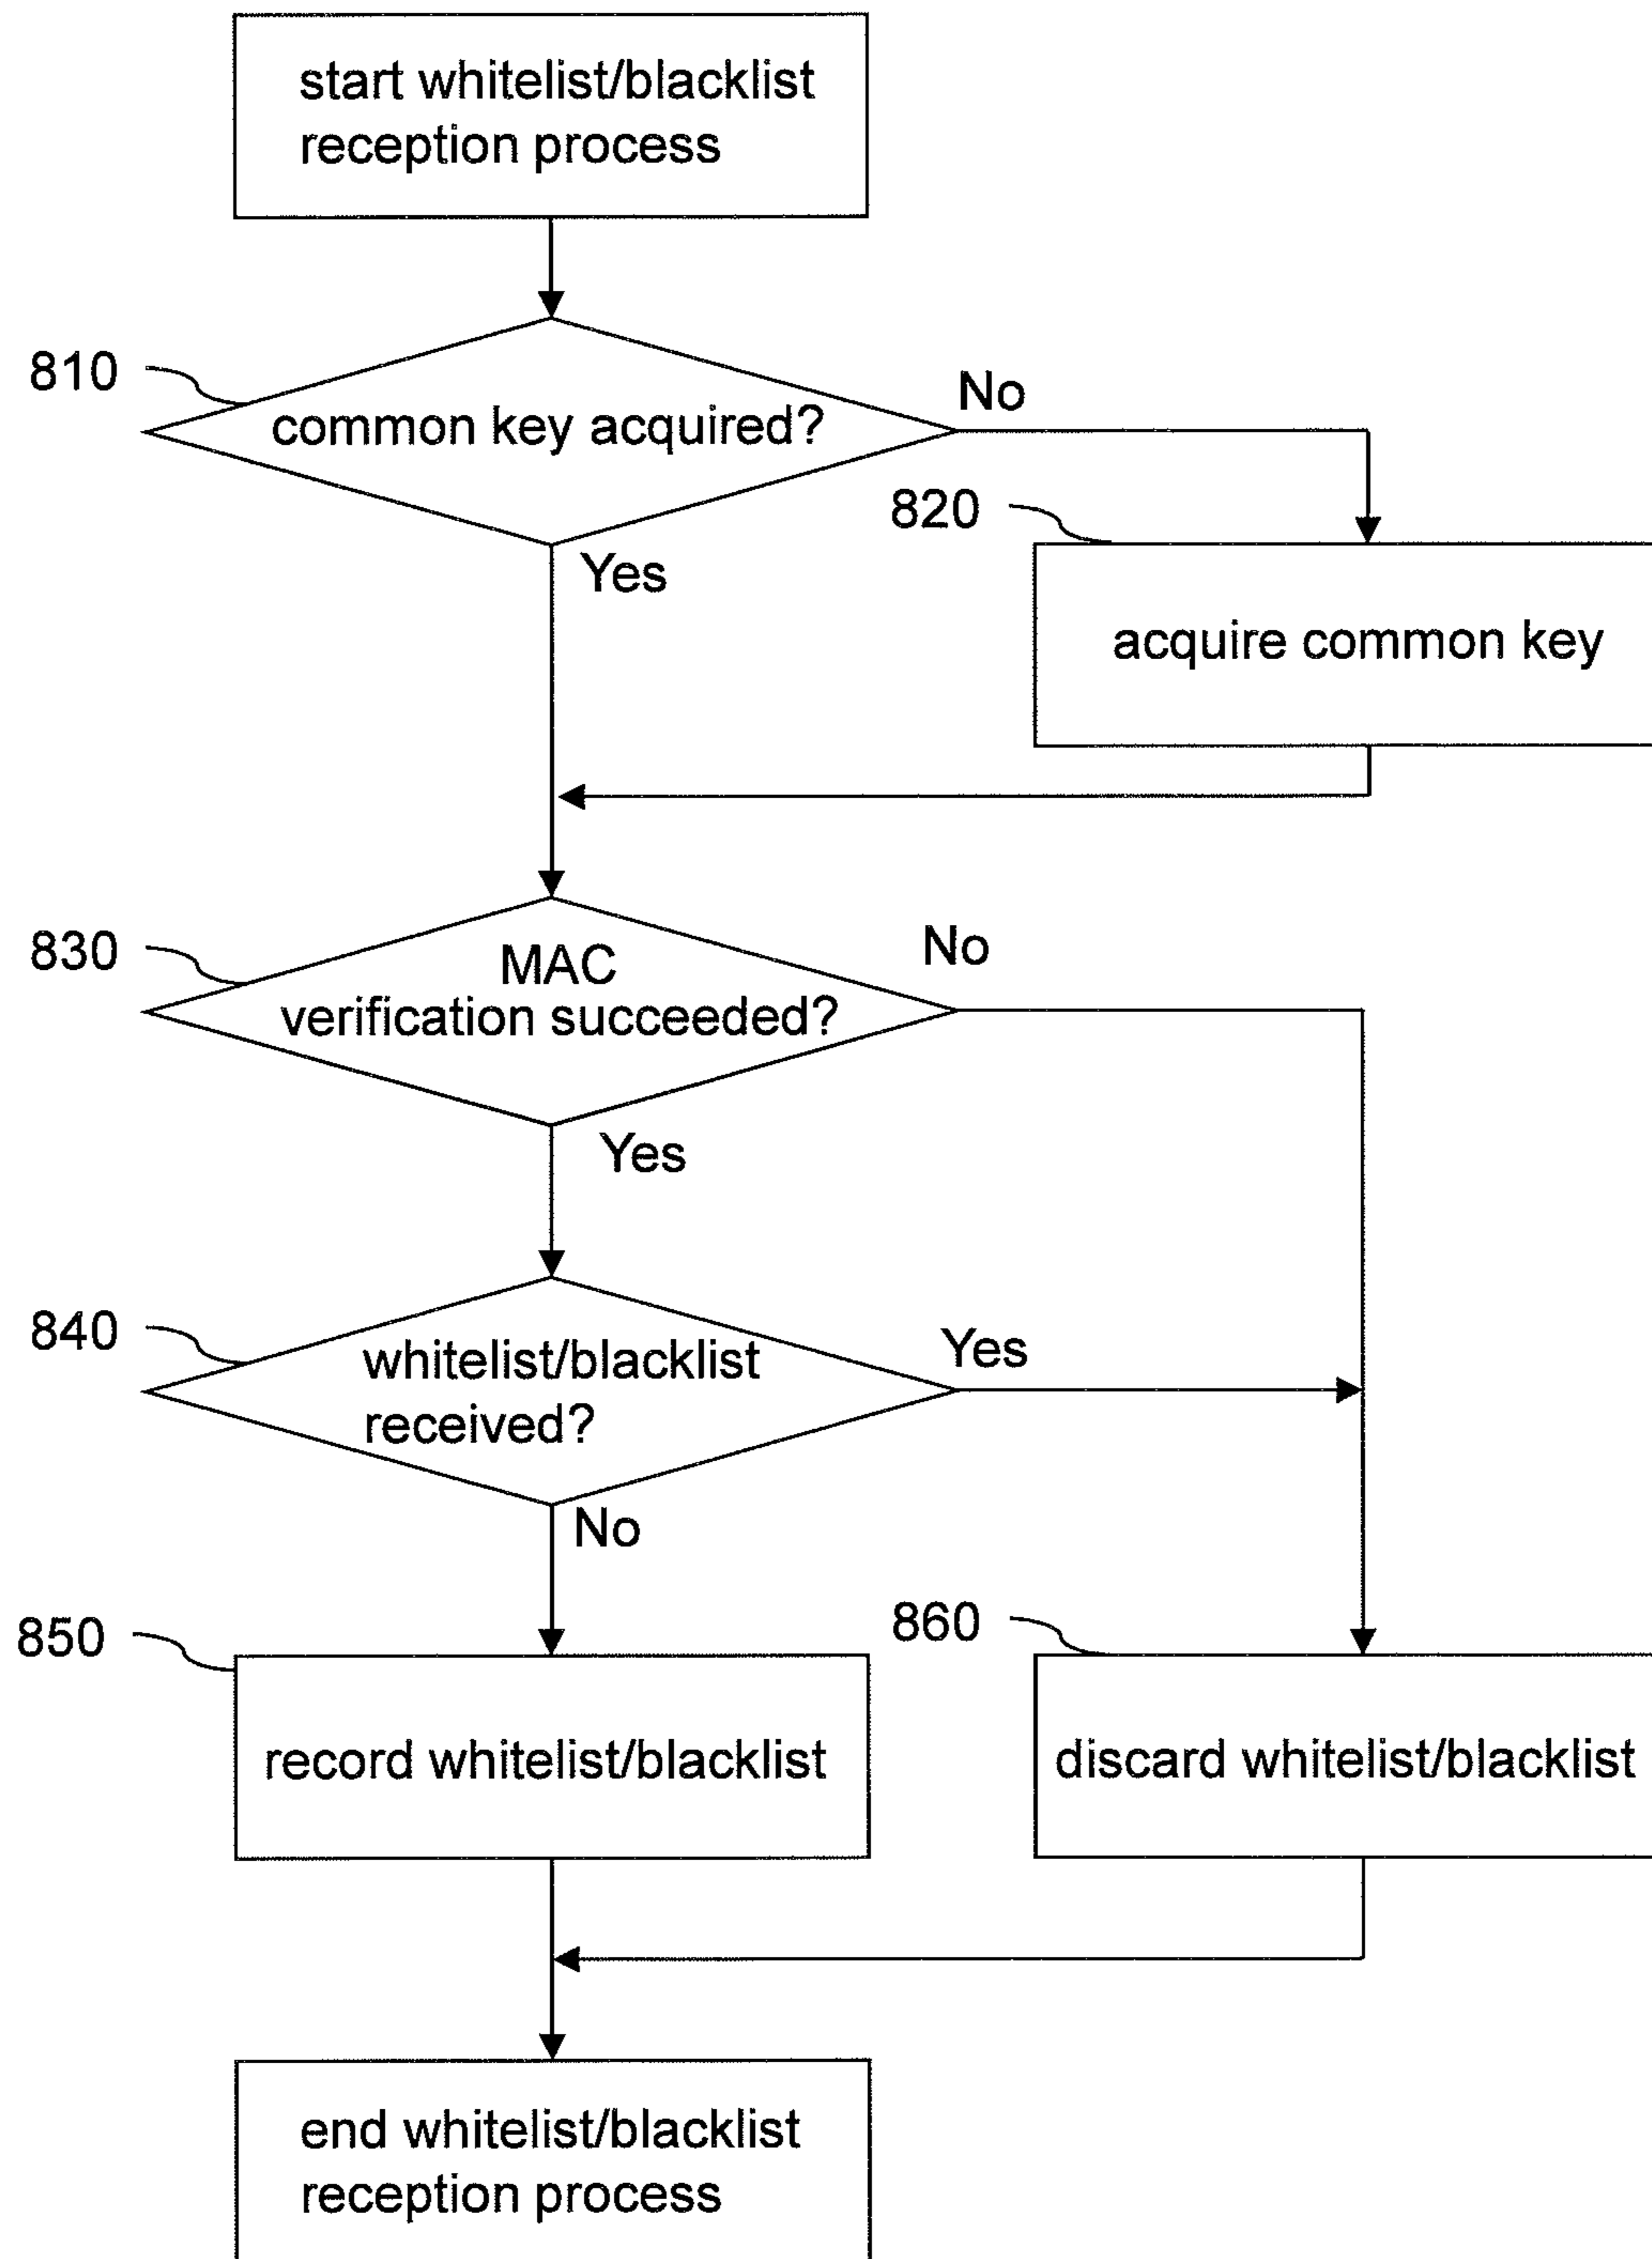 start whitelist/blacklist
reception process
810
common key acquired?
No
820
Yes
acquire common key
830
MAC
verification succeeded?
No
Yes
840
whitelist/blacklist
received?
Yes
No
850
860
record whitelist/blacklist
discard whitelist/blacklist
end whitelist/blacklist
reception process